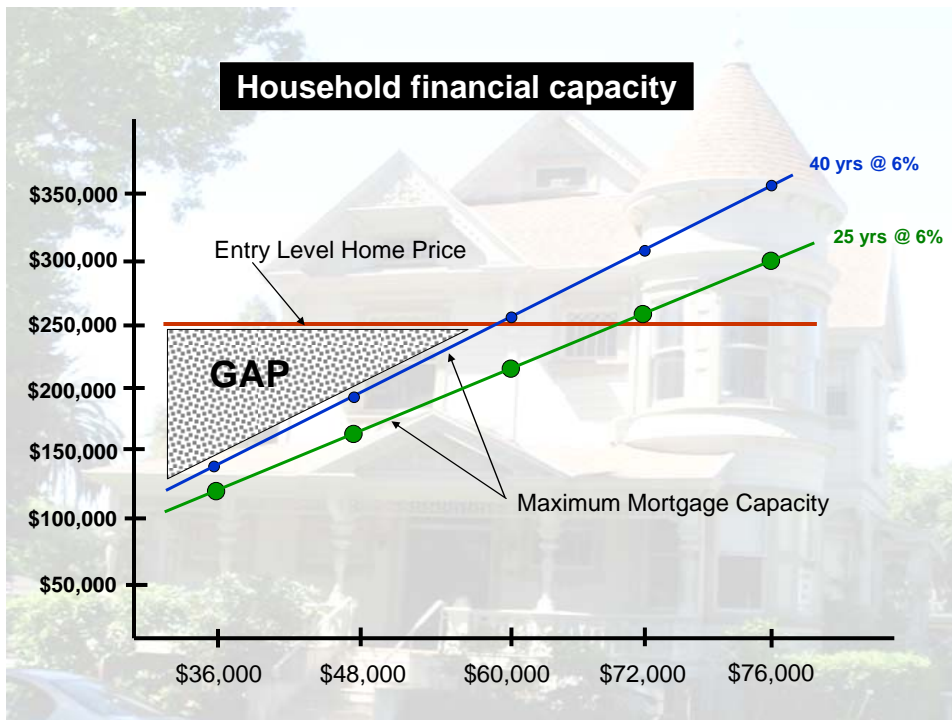 Household financial capacity
40 yrs @ 6%
$350,000
25 yrs @ 6%
Entry Level Home Price
$300,000
$250,000
GAP
$200,000
$150,000
Maximum Mortgage Capacity
$100,000
$50,000
$36,000
$48,000
$60,000
$72,000
$76,000